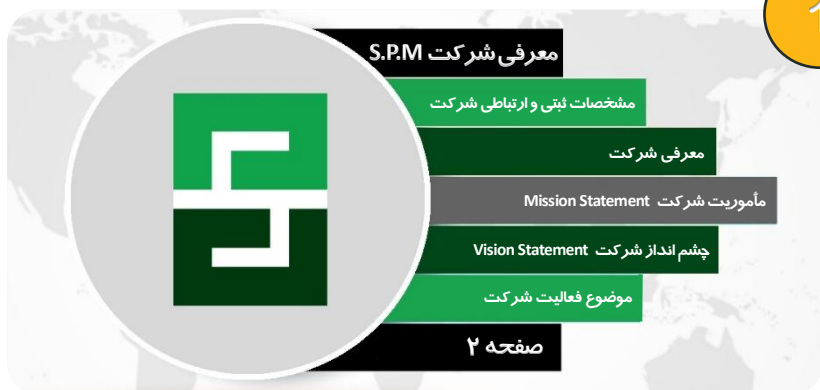 معرفی شرکت S.P.M
مشخصات ثبتی و ارتباطی شرکت
معرفی شرکت
مأموریت شرکت Mission Statement
چشم انداز شرکت Vision Statement
موضوع فعالیت شرکت
صفحه ۲